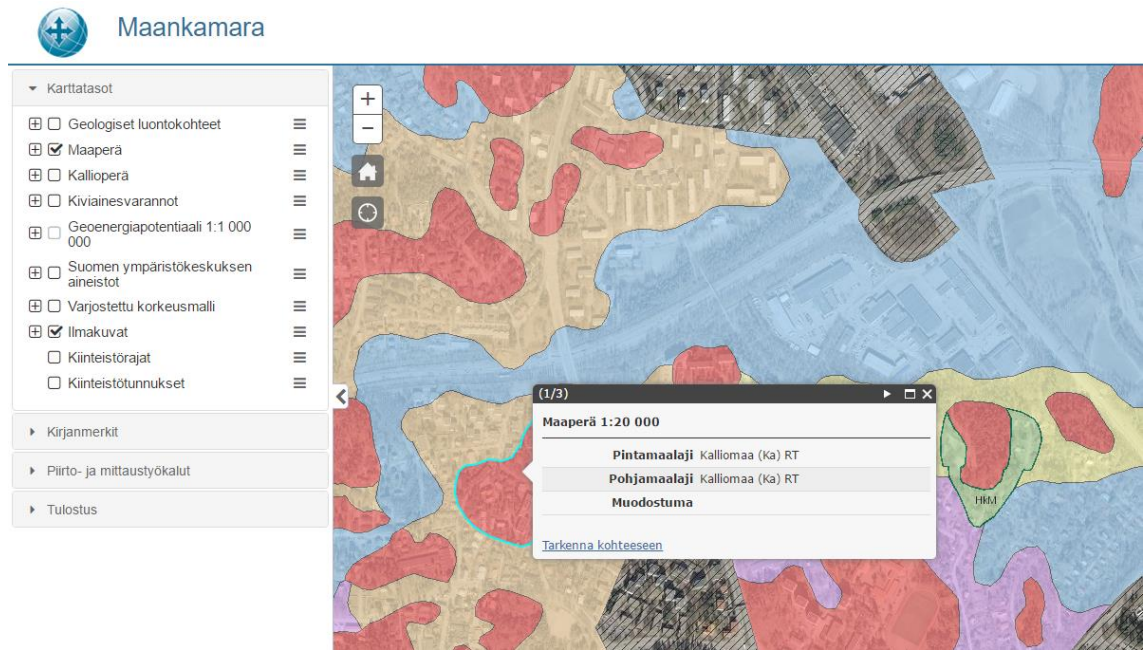 Maankamara
Karttatasot
Geologiset luontokohteet
Maaperä
Kallioperä
Kiviainesvarannot
Geoenergiapotentiaali 1:1 000
000
Suomen ympäristökeskuksen
aineistot
Varjostettu korkeusmalli
Ilmakuvat
Kiinteistörajat
Kiinteistötunnukset
Kirjanmerkit
Piirto- ja mittaustyökalut
Tulostus
+
−
(1/3)
Maaperä 1:20 000
Pintamaalaji Kalliomaa (Ka) RT
Pohjamaalaji Kalliomaa (Ka) RT
Muodostuma
Tarkenna kohteeseen
HkM